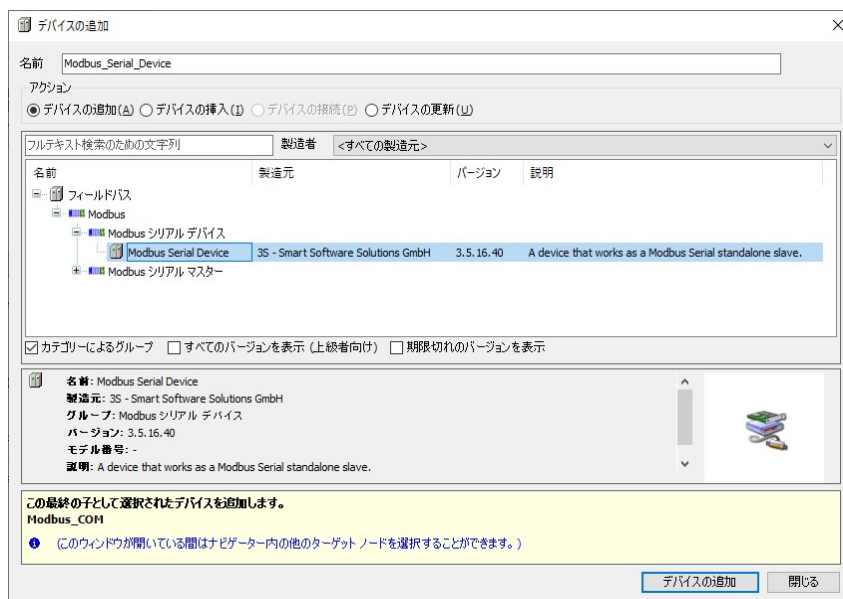 デバイスの追加
名前 Modbus_Serial_Device
アクション
デバイスの追加(A) デバイスの挿入(I) デバイスの接続(P) デバイスの更新(U)
フルテキスト検索のための文字列 製造者 <すべての製造元>
名前 製造元 バージョン 説明
フィールドバス
Modbus
Modbus シリアル デバイス
Modbus Serial Device 3S - Smart Software Solutions GmbH 3.5.16.40 A device that works as a Modbus Serial standalone slave.
Modbus シリアル マスター
カテゴリーによるグループ すべてのバージョンを表示 (上級者向け) 期限切れのバージョンを表示
名前: Modbus Serial Device
製造元: 3S - Smart Software Solutions GmbH
グループ: Modbus シリアル デバイス
バージョン: 3.5.16.40
モデル番号: -
説明: A device that works as a Modbus Serial standalone slave.
この最終の子として選択されたデバイスを追加します。
Modbus_COM
(このウィンドウが開いている間はナビゲーター内の他のターゲット ノードを選択することができます。)
デバイスの追加 閉じる